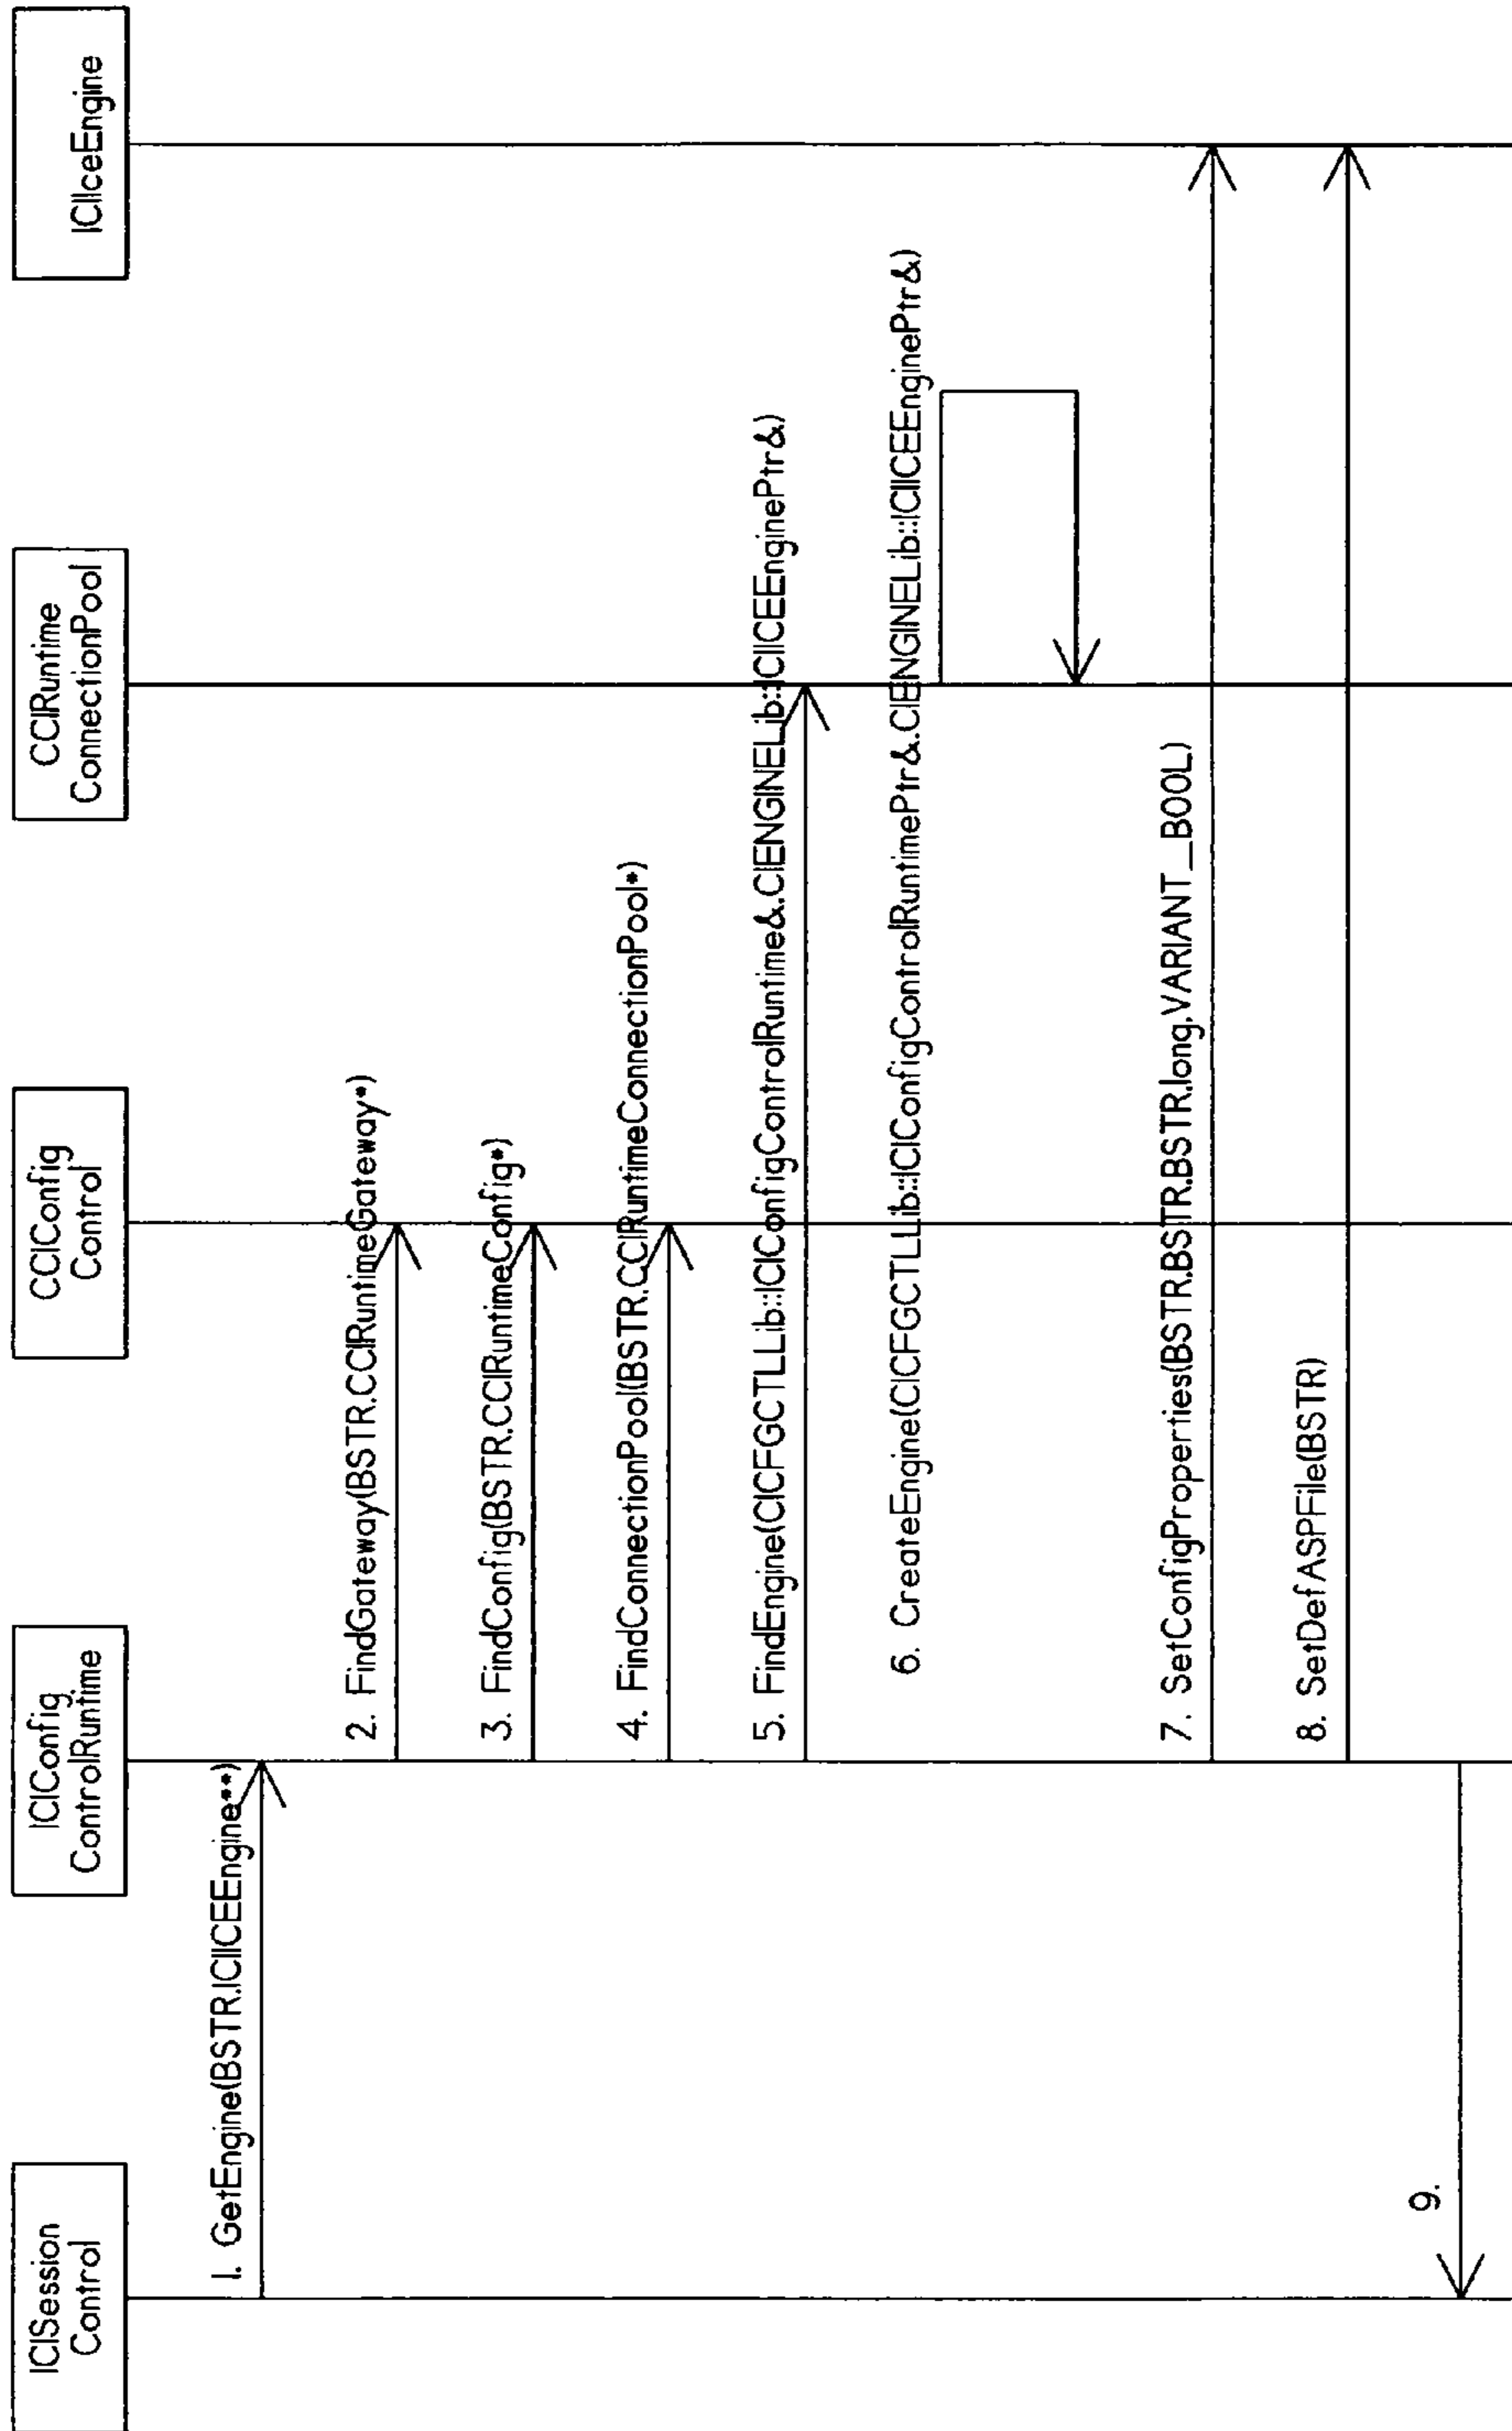 ICISession
Control
ICIConfig
ControlRuntime
CCIConfig
Control
CCIRuntime
ConnectionPool
ICIIceEngine
1. GetEngine(BSTR,ICIICEEngine**)
2. FindGateway(BSTR,CCIRuntimeGateway*)
3. FindConfig(BSTR,CCIRuntimeConfig*)
4. FindConnectionPool(BSTR,CCIRuntimeConnectionPool*)
5. FindEngine(CICFGCTLLib::ICIConfigControlRuntime&,CIENGINELib::ICIICEEnginePtr&)
6. CreateEngine(CICFGCTLLib::ICIConfigControlRuntimePtr&,CIENGINELib::ICIICEEnginePtr&)
7. SetConfigProperties(BSTR,BSTR,BSTR,long,VARIANT_BOOL)
8. SetDefASPFile(BSTR)
9.